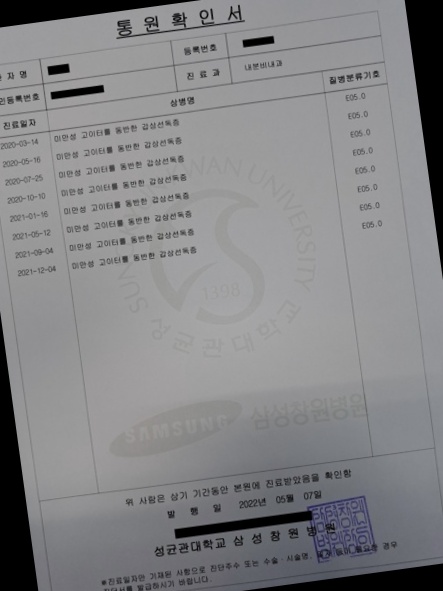 통원확인서
자 명
등록번호
민등록번호
진 료 과
내분비내과
진료일자
상병명
질병분류기호
2020-03-14 미만성 고이터를 동반한 갑상선독증 E05.0
2020-05-16 미만성 고이터를 동반한 갑상선독증 E05.0
2020-07-25 미만성 고이터를 동반한 갑상선독증 E05.0
2020-10-10 미만성 고이터를 동반한 갑상선독증 E05.0
2021-01-16 미만성 고이터를 동반한 갑상선독증 E05.0
2021-05-12 미만성 고이터를 동반한 갑상선독증 E05.0
2021-09-04 미만성 고이터를 동반한 갑상선독증 E05.0
2021-12-04 미만성 고이터를 동반한 갑상선독증 E05.0
WAN UNIVERSITY
1398
성균관대학교
SAMSUNG 삼성창원병원
위 사람은 상기 기간동안 본원에 진료받았음을 확인함
발 행 일 2022년 05월 07일
성균관대학교 삼성창원병원
※진료일자만 기재된 사항으로 진단주수 또는 수술·시술명, 필요한 경우
진단서를 발급하시기 바랍니다.